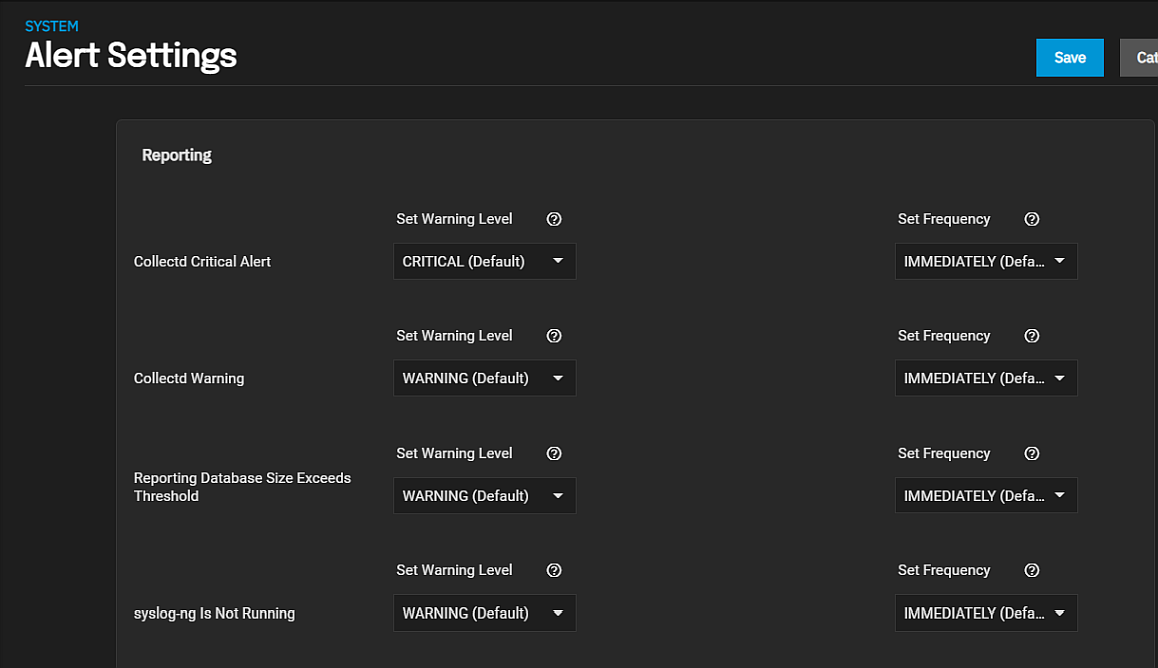 SYSTEM
Alert Settings
Save
Cat
Reporting
Set Warning Level
Set Frequency
Collectd Critical Alert
CRITICAL (Default)
IMMEDIATELY (Defa...
Set Warning Level
Set Frequency
Collectd Warning
WARNING (Default)
IMMEDIATELY (Defa...
Set Warning Level
Set Frequency
Reporting Database Size Exceeds
Threshold
WARNING (Default)
IMMEDIATELY (Defa...
Set Warning Level
Set Frequency
syslog-ng Is Not Running
WARNING (Default)
IMMEDIATELY (Defa...